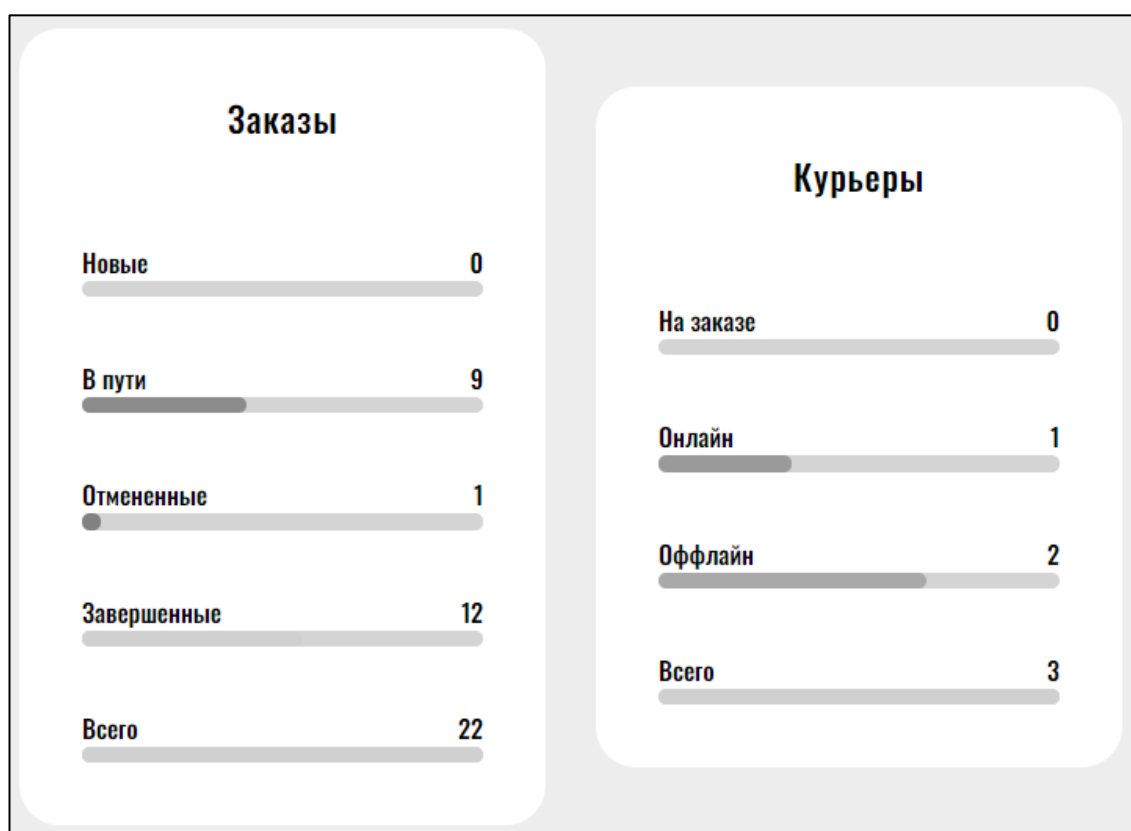 Заказы
Новые 0
В пути 9
Отмененные 1
Завершенные 12
Всего 22
Курьеры
На заказе 0
Онлайн 1
Оффлайн 2
Всего 3